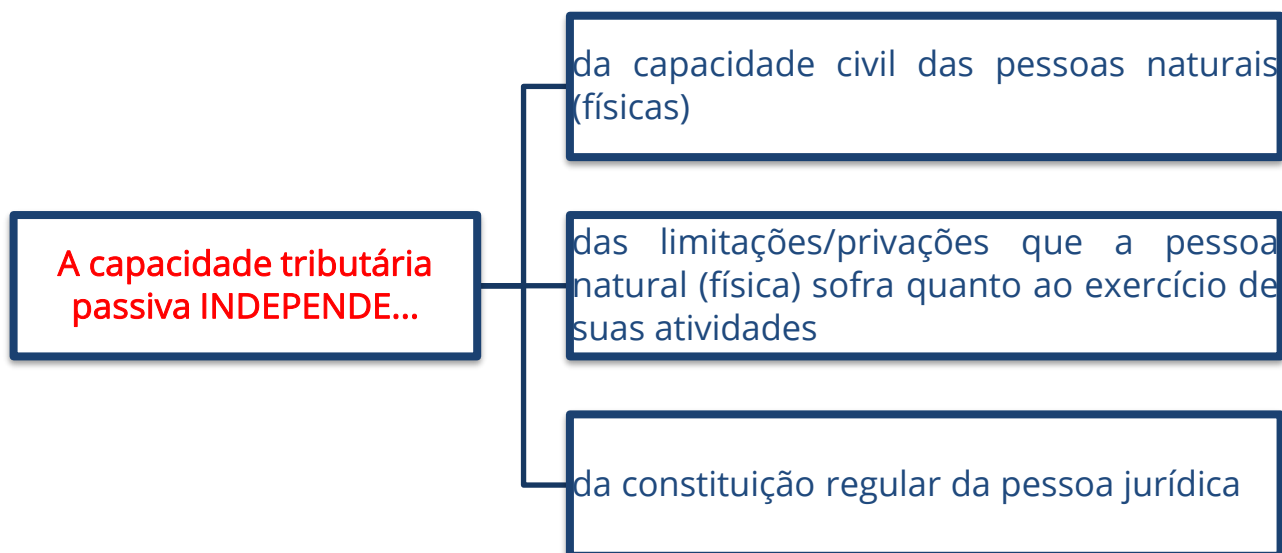 A capacidade tributária
passiva INDEPENDE...
da capacidade civil das pessoas naturais
(físicas)
das limitações/privações que a pessoa
natural (física) sofra quanto ao exercício de
suas atividades
da constituição regular da pessoa jurídica